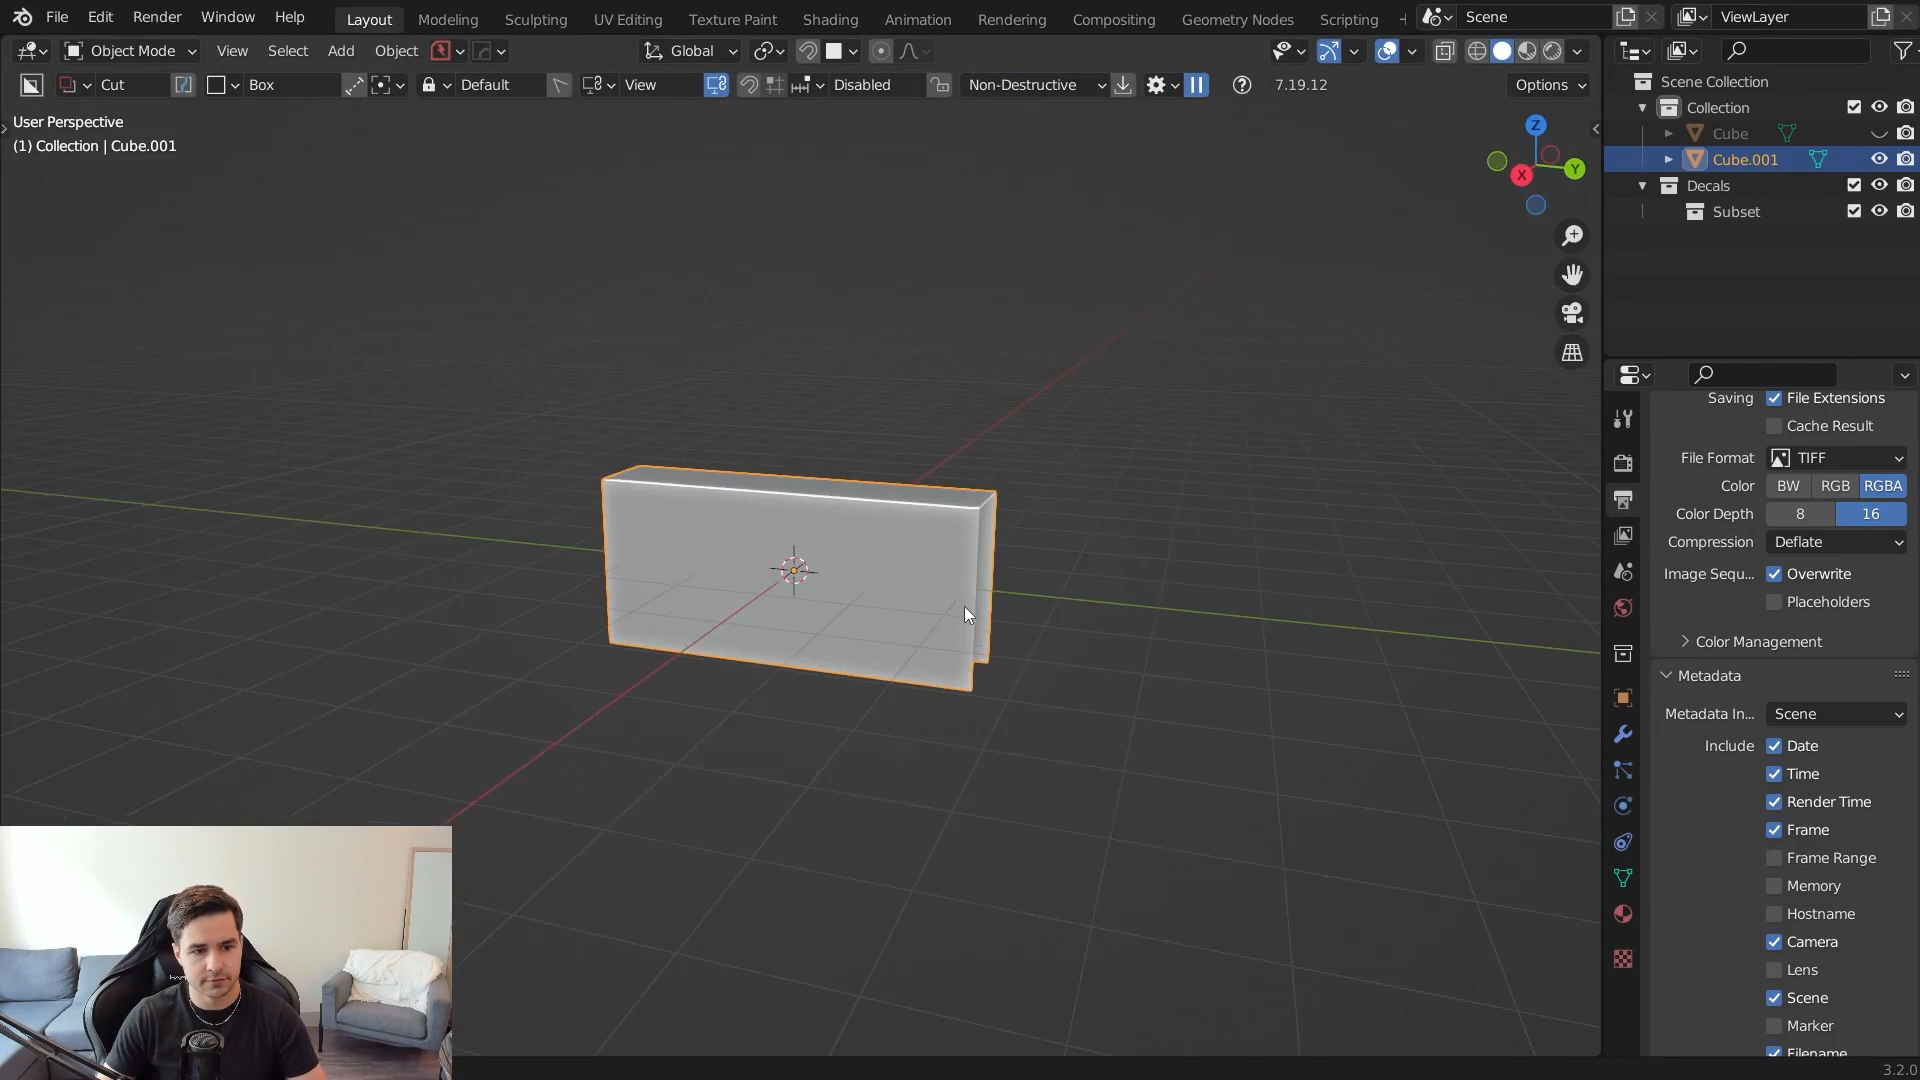 File Edit Render Window Help Layout Modeling Sculpting UV Editing Texture Paint Shading Animation Rendering Compositing Geometry Nodes Scripting Scene ViewLayer
Object Mode View Select Add Object Global
Cut Box Default View Disabled Non-Destructive 7.19.12 Options
User Perspective
(1) Collection | Cube.001
Z
Y
X
Scene Collection
Collection
Cube
Cube.001
Decals
Subset
Saving File Extensions
Cache Result
File Format TIFF
Color BW RGB RGBA
Color Depth 8 16
Compression Deflate
Image Sequ... Overwrite
Placeholders
Color Management
Metadata
Metadata In... Scene
Include Date
Time
Render Time
Frame
Frame Range
Memory
Hostname
Camera
Lens
Scene
Marker
Filename
3.2.0